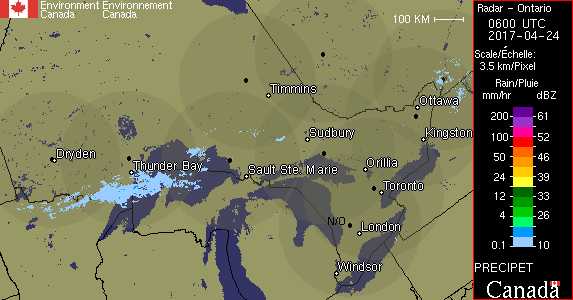 Environment Environnement
Canada Canada
100 KM
Timmins
Ottawa
Sudbury
Kingston
Dryden
Thunder Bay
Sault Ste. Marie
Orillia
Toronto
N/O
London
Windsor
Radar - Ontario
0600 UTC
2017-04-24
Scale/Échelle:
3.5 km/Pixel
Rain/Pluie
mm/hr dBZ
200 61
100 52
50 46
24 39
12 33
4 26
0.1 10
PRECIPET
Canada